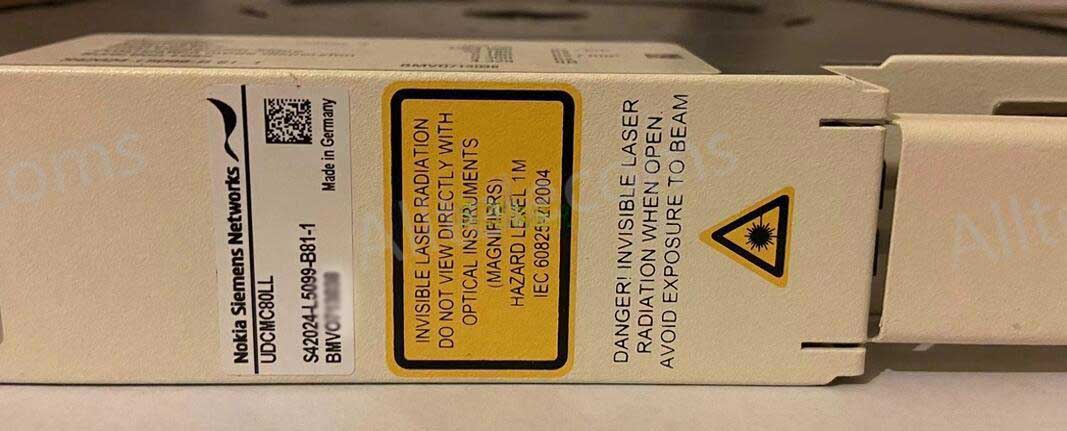 Nokia Siemens Networks
UDCMC80LL
S42024-L5099-B81-1
Made in Germany
INVISIBLE LASER RADIATION
DO NOT VIEW DIRECTLY WITH
OPTICAL INSTRUMENTS
(MAGNIFIRRS)
HAZARD LEVEL 1M
IEC 60825-2:2004
DANGER! INVISIBLE LASER
RADIATION WHEN OPEN.
AVOID EXPOSURE TO BEAM